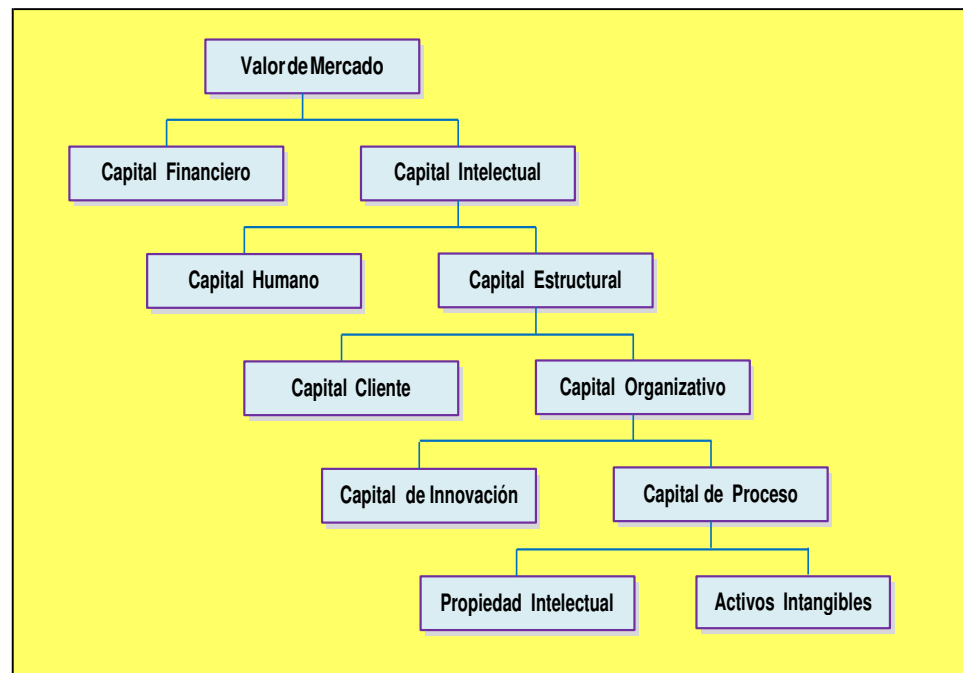 Valor de Mercado
Capital Financiero
Capital Intelectual
Capital Humano
Capital Estructural
Capital Cliente
Capital Organizativo
Capital de Innovación
Capital de Proceso
Propiedad Intelectual
Activos Intangibles